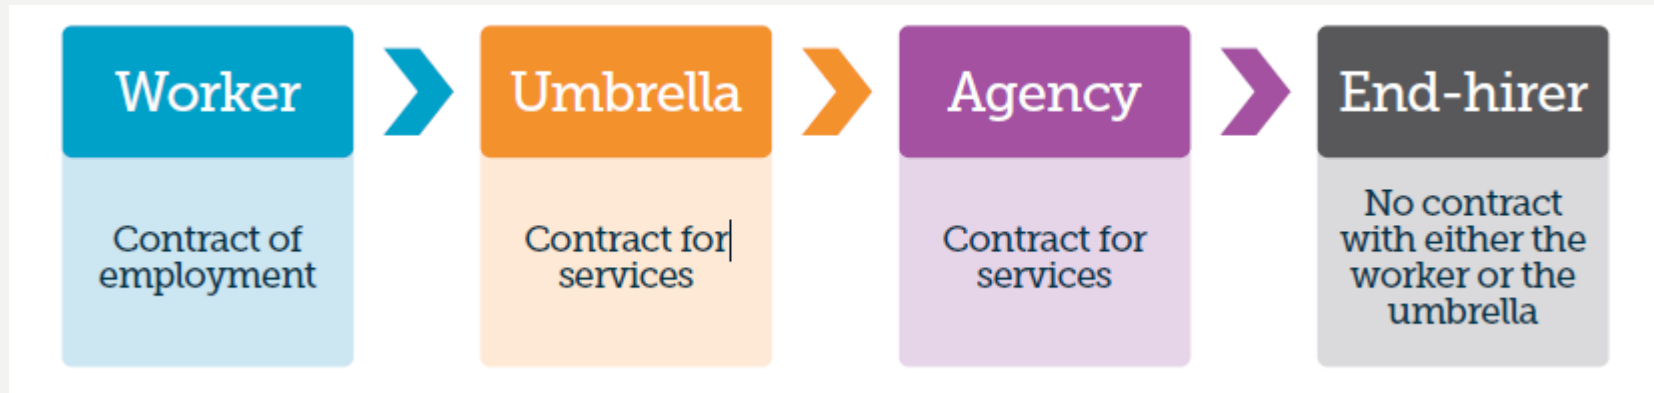 Worker
Umbrella
Agency
End-hirer
Contract of
employment
Contract for
services
Contract for
services
No contract
with either the
worker or the
umbrella